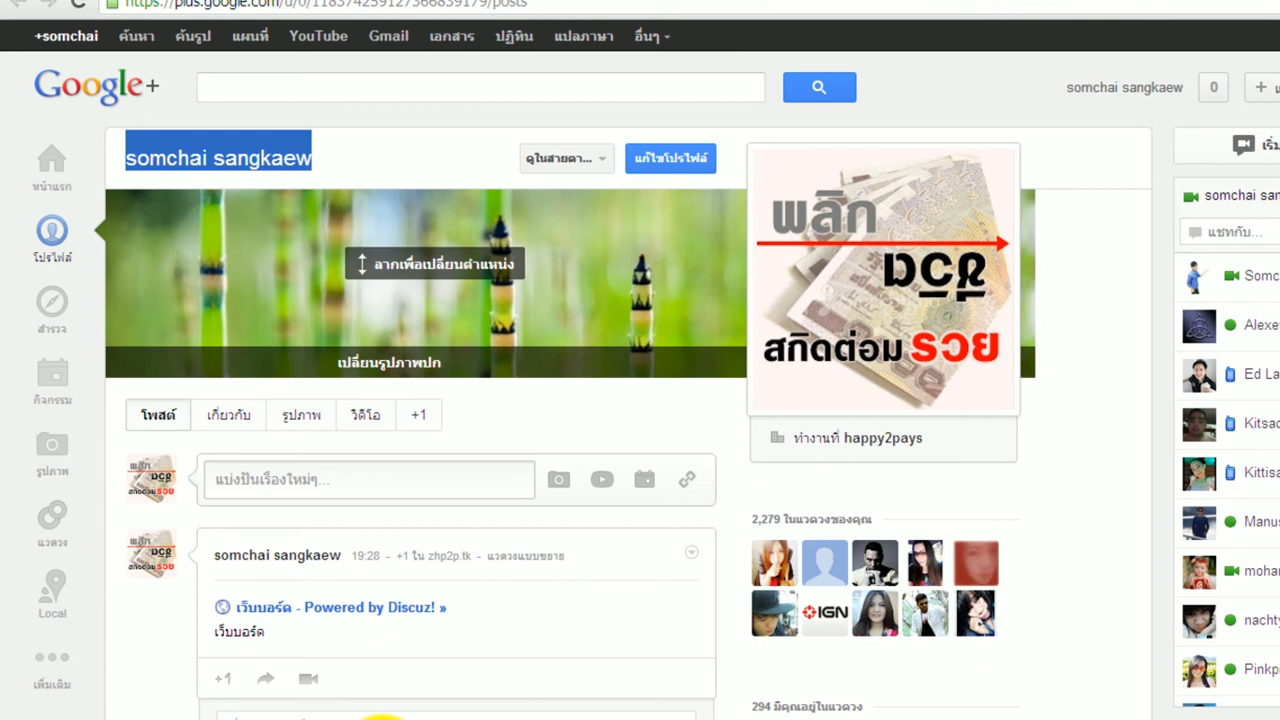 https://plus.google.com/u/0/118374259127366839179/posts
+somchai ค้นหา ค้นรูป แผนที่ YouTube Gmail เอกสาร ปฏิทิน แปลภาษา อื่นๆ
Google+
somchai sangkaew 0 +
somchai sangkaew
ดูในสายตา...
แก้ไขโปรไฟล์
เริ่ม
หน้าแรก
โปรไฟล์
สำรวจ
กิจกรรม
รูปภาพ
แวดวง
Local
เพิ่มเติม
ลากเพื่อเปลี่ยนตำแหน่ง
เปลี่ยนรูปภาพปก
พลิก
สกิดต่อม รวย
ทำงานที่ happy2pays
โพสต์ เกี่ยวกับ รูปภาพ วิดีโอ +1
แบ่งปันเรื่องใหม่ๆ...
somchai sangkaew 19:28 - +1 ใน zhp2p.tk - แวดวงแบบขยาย
เว็บบอร์ด - Powered by Discuz! »
เว็บบอร์ด
+1
2,279 ในแวดวงของคุณ
IGN
294 มีคุณอยู่ในแวดวง
somchai san
แชทกับ...
Somc
Alexe
Ed La
Kitsac
Kittisa
Manus
moha
nachty
Pinkp